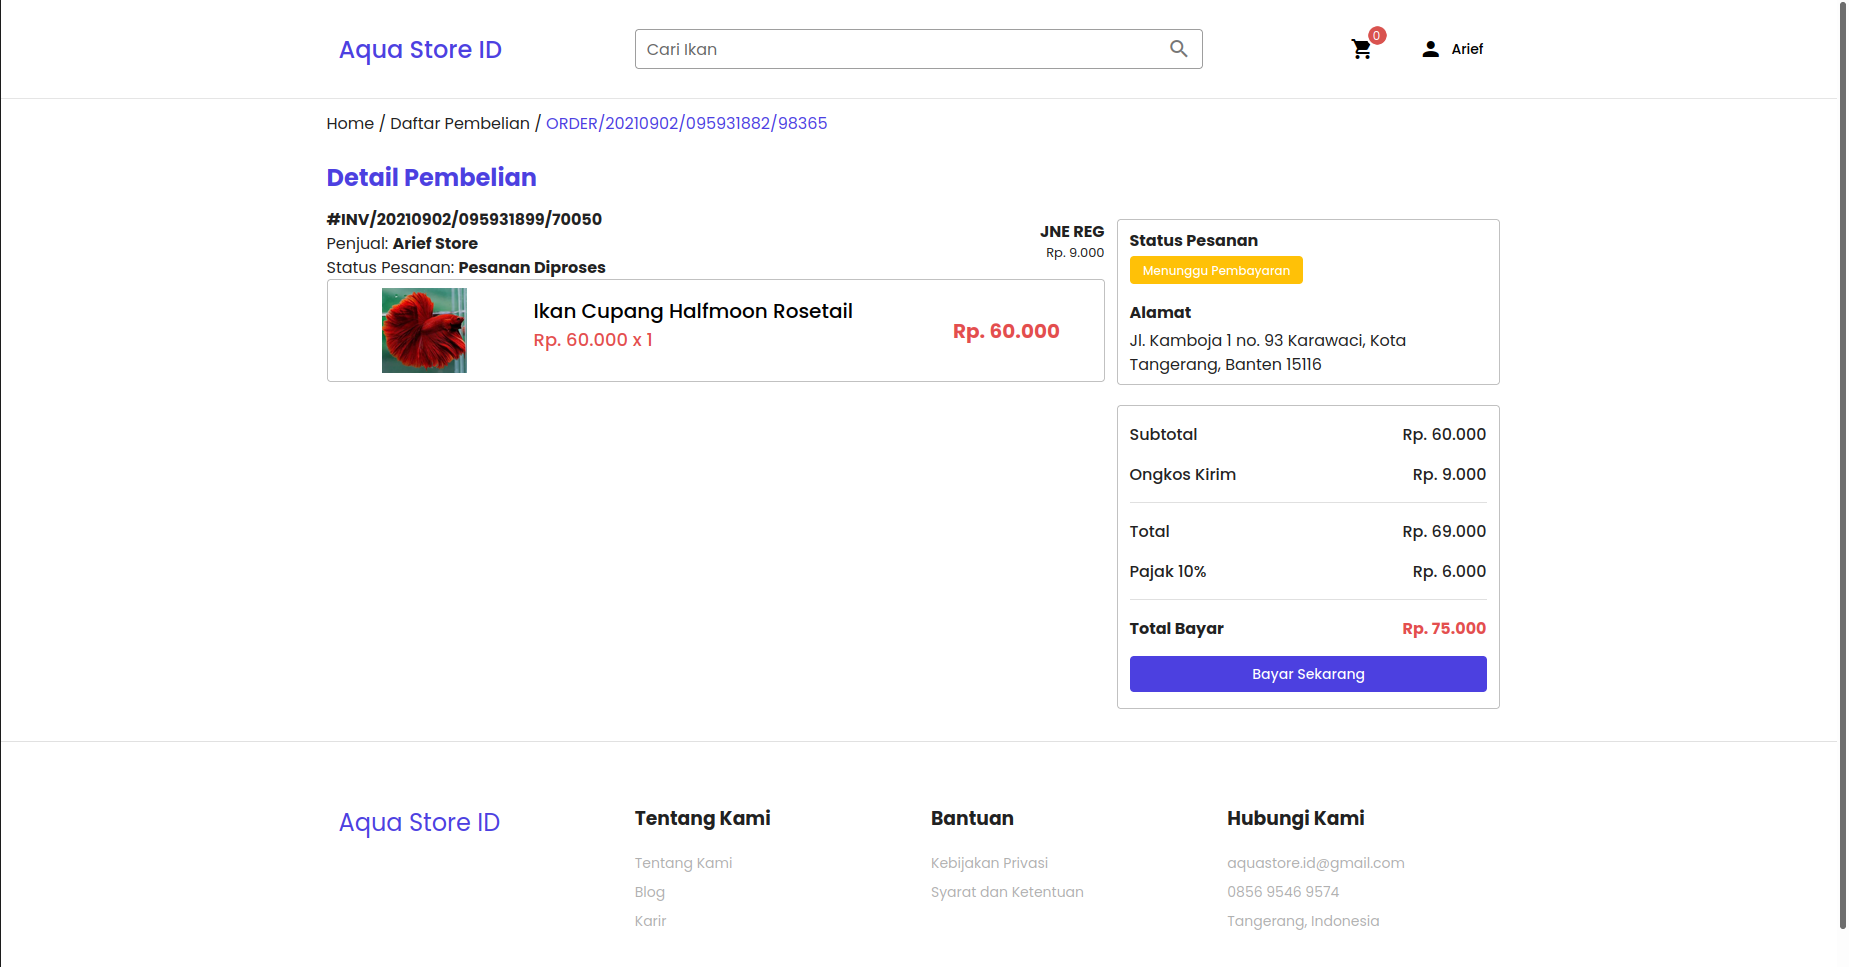 Aqua Store ID
Cari Ikan
0
Arief
Home / Daftar Pembelian / ORDER/20210902/095931882/98365
Detail Pembelian
#INV/20210902/095931899/70050
Penjual: Arief Store
Status Pesanan: Pesanan Diproses
JNE REG
Rp. 9.000
Ikan Cupang Halfmoon Rosetail
Rp. 60.000 x 1
Rp. 60.000
Status Pesanan
Menunggu Pembayaran
Alamat
Jl. Kamboja 1 no. 93 Karawaci, Kota
Tangerang, Banten 15116
Subtotal Rp. 60.000
Ongkos Kirim Rp. 9.000
Total Rp. 69.000
Pajak 10% Rp. 6.000
Total Bayar Rp. 75.000
Bayar Sekarang
Aqua Store ID
Tentang Kami
Tentang Kami
Blog
Karir
Bantuan
Kebijakan Privasi
Syarat dan Ketentuan
Hubungi Kami
aquastore.id@gmail.com
0856 9546 9574
Tangerang, Indonesia